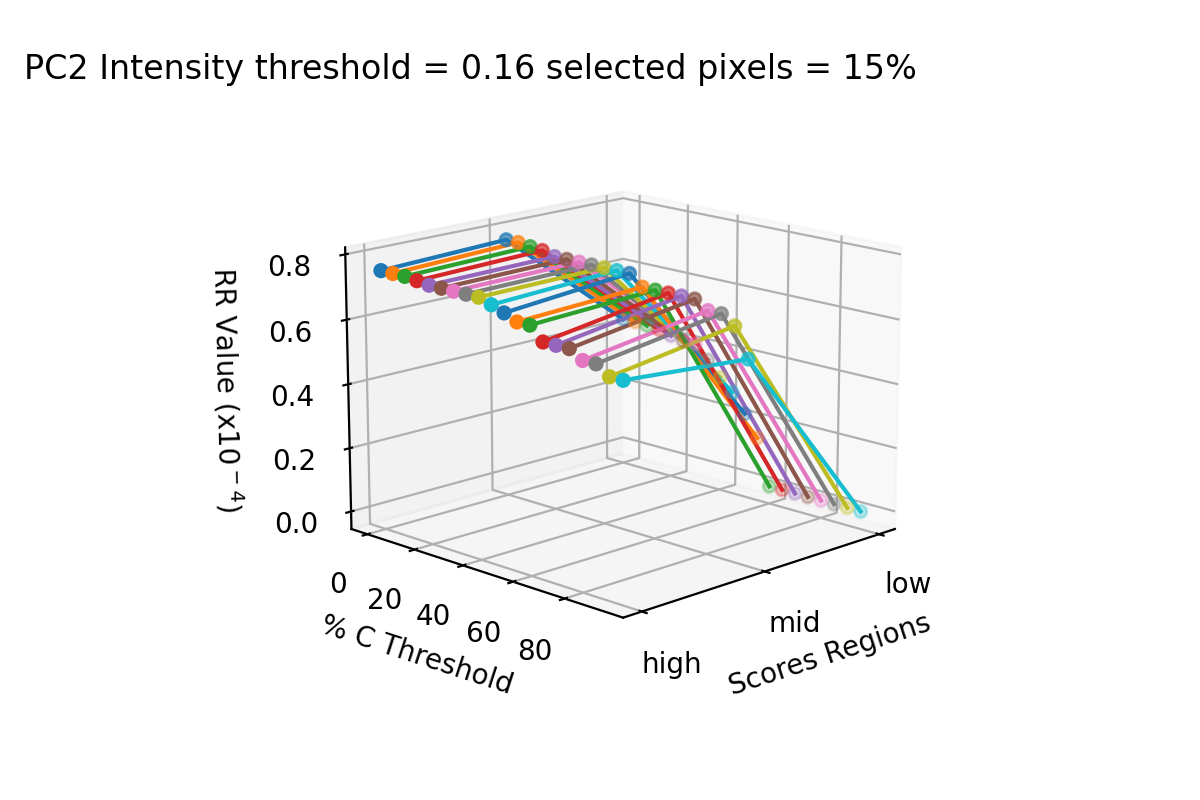 PC2 Intensity threshold = 0.16 selected pixels = 15%
RR Value (x10⁻⁴)
0.8
0.6
0.4
0.2
0.0
0
20
40
60
80
% C Threshold
high
mid
low
Scores Regions